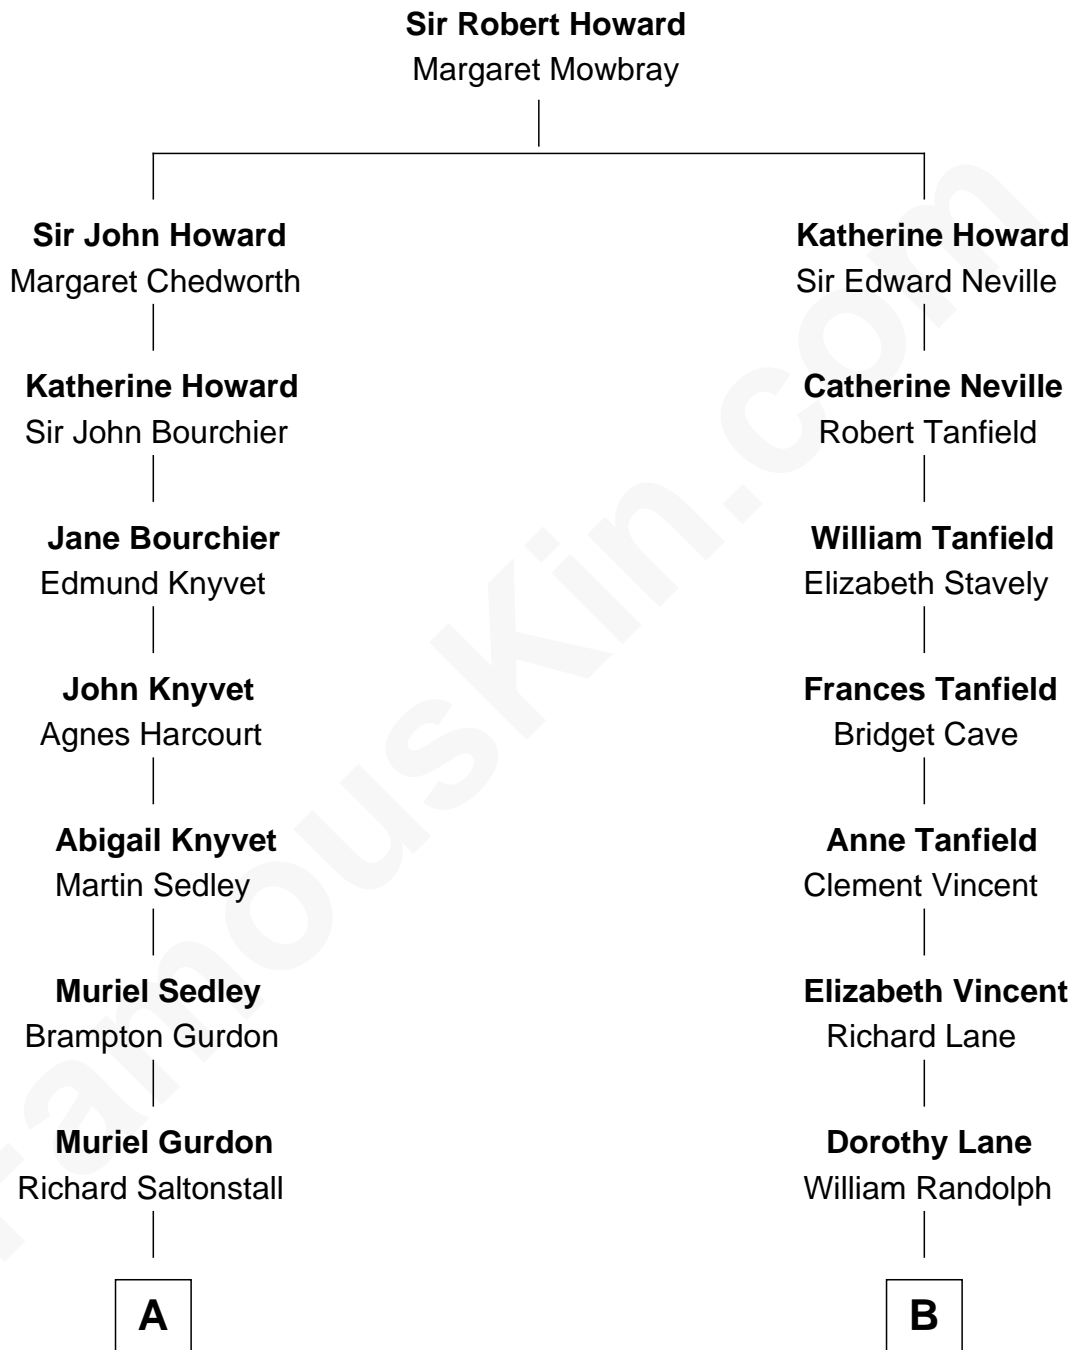 Sir Robert Howard
Margaret Mowbray
Sir John Howard
Margaret Chedworth
Katherine Howard
Sir Edward Neville
Katherine Howard
Sir John Bourchier
Catherine Neville
Robert Tanfield
Jane Bourchier
Edmund Knyvet
William Tanfield
Elizabeth Stavely
John Knyvet
Agnes Harcourt
Frances Tanfield
Bridget Cave
Abigail Knyvet
Martin Sedley
Anne Tanfield
Clement Vincent
Muriel Sedley
Brampton Gurdon
Elizabeth Vincent
Richard Lane
Muriel Gurdon
Richard Saltonstall
Dorothy Lane
William Randolph
A
B
FamousKin.com